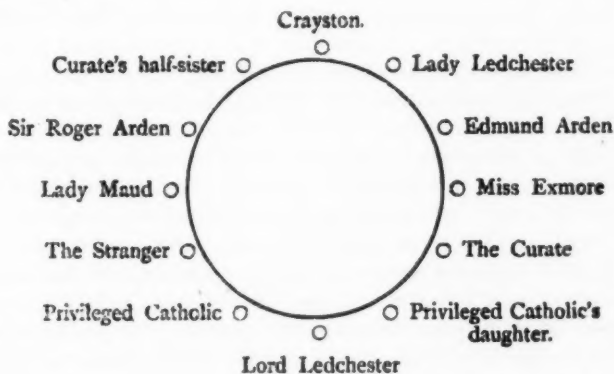 Crayston.
Curate's half-sister
Lady Ledchester
Sir Roger Arden
Edmund Arden
Lady Maud
Miss Exmore
The Stranger
The Curate
Privileged Catholic
Privileged Catholic's
daughter.
Lord Ledchester